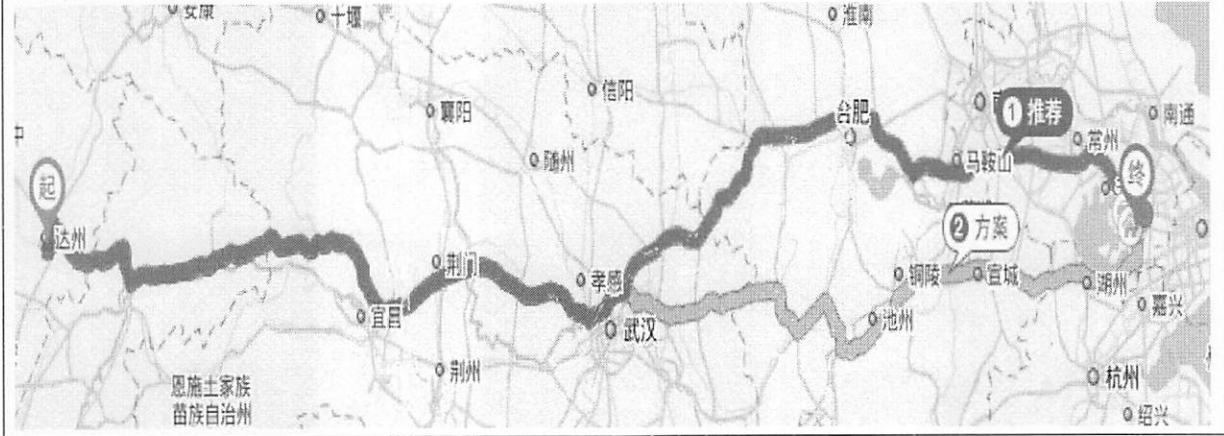 安康
十堰
淮南
信阳
襄阳
合肥
1 推荐
南通
常州
中
随州
马鞍山
起
终
达州
2 方案
荆门
孝感
铜陵
宣城
湖州
宜昌
武汉
池州
嘉兴
荆州
杭州
恩施土家族
苗族自治州
绍兴